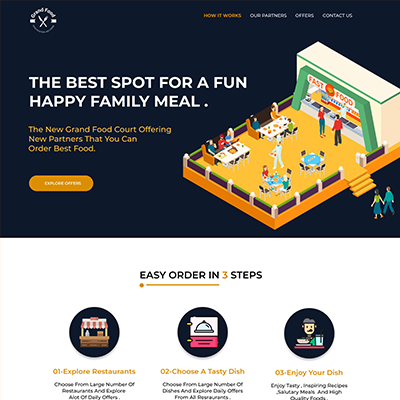 Grand Food
HOW IT WORKS OUR PARTNERS OFFERS CONTACT US
THE BEST SPOT FOR A FUN
HAPPY FAMILY MEAL .
FAST FOOD
The New Grand Food Court Offering
New Partners That You Can
Order Best Food.
EXPLORE OFFERS
EASY ORDER IN 3 STEPS
01-Explore Restaurants
Choose From Large Number Of
Restaurants And Explore
Alot Of Daily Offers ,
02-Choose A Tasty Dish
Choose From Large Number Of
Dishes And Explore Daily Offers
From All Resraurants ,
03-Enjoy Your Dish
Enjoy Tasty , Inspiring Recipes
,Salutary Meals And High
Quality Foods .